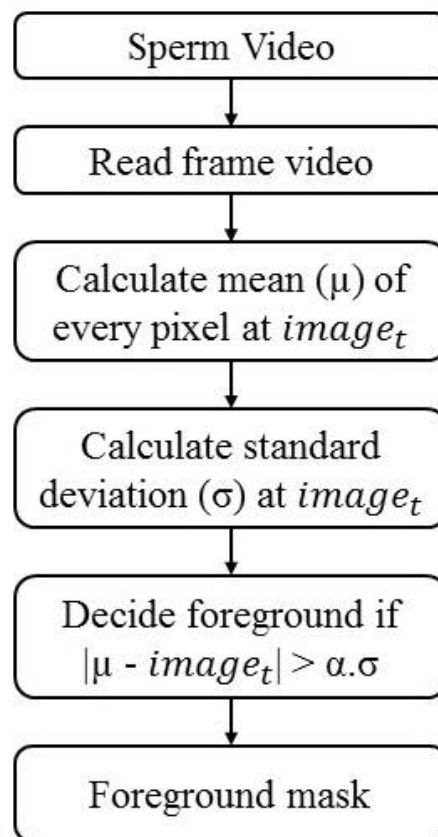 Sperm Video
Read frame video
Calculate mean (μ) of
every pixel at image_t
Calculate standard
deviation (σ) at image_t
Decide foreground if
|μ - image_t| > α.σ
Foreground mask